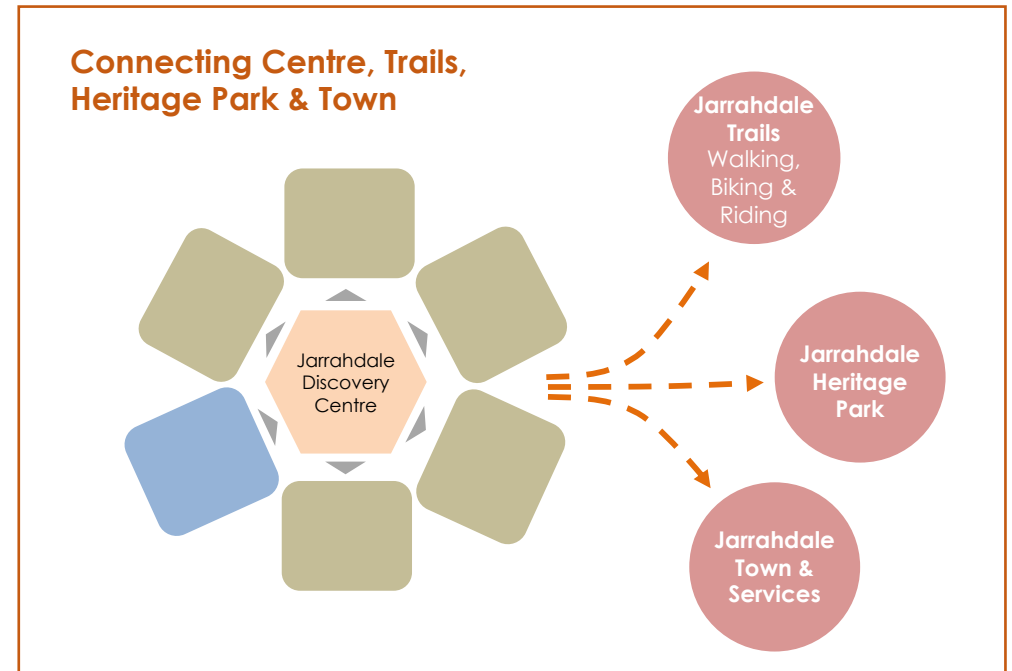 Connecting Centre, Trails,
Heritage Park & Town
Jarrahdale
Trails
Walking,
Biking &
Riding
Jarrahdale
Discovery
Centre
Jarrahdale
Heritage
Park
Jarrahdale
Town &
Services